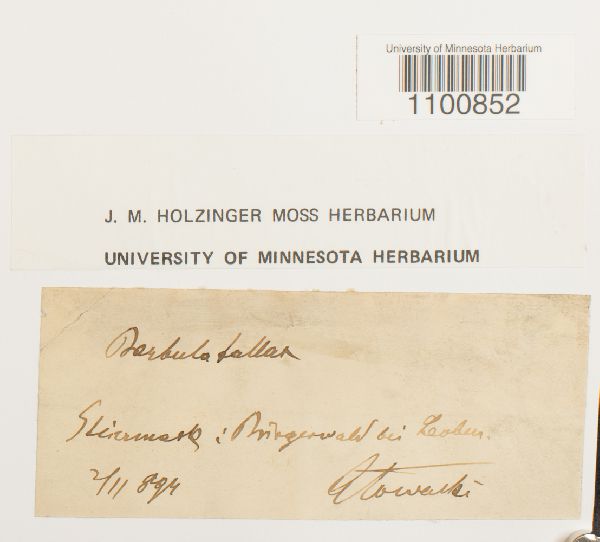 University of Minnesota Herbarium
1100852
J. M. HOLZINGER MOSS HERBARIUM
UNIVERSITY OF MINNESOTA HERBARIUM
Barbula fallax
Steiermark: Bürgerwald bei Leoben.
2/11 894